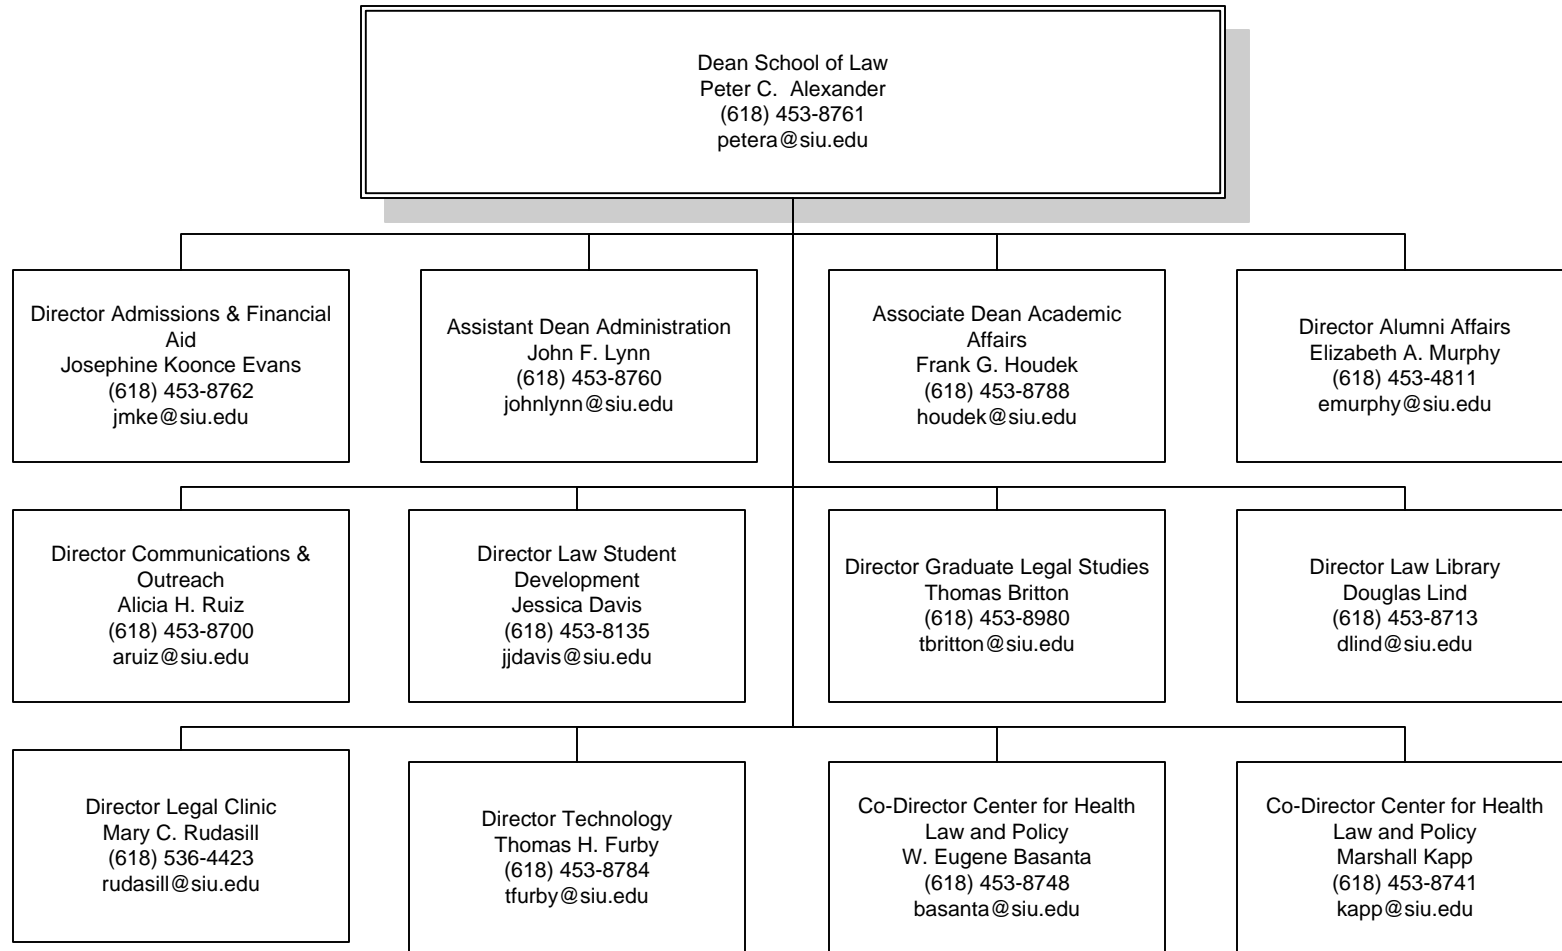 Dean School of Law
Peter C. Alexander
(618) 453-8761
petera@siu.edu
Director Admissions & Financial
Aid
Josephine Koonce Evans
(618) 453-8762
jmke@siu.edu
Assistant Dean Administration
John F. Lynn
(618) 453-8760
johnlynn@siu.edu
Associate Dean Academic
Affairs
Frank G. Houdek
(618) 453-8788
houdek@siu.edu
Director Alumni Affairs
Elizabeth A. Murphy
(618) 453-4811
emurphy@siu.edu
Director Communications &
Outreach
Alicia H. Ruiz
(618) 453-8700
aruiz@siu.edu
Director Law Student
Development
Jessica Davis
(618) 453-8135
jjdavis@siu.edu
Director Graduate Legal Studies
Thomas Britton
(618) 453-8980
tbritton@siu.edu
Director Law Library
Douglas Lind
(618) 453-8713
dlind@siu.edu
Director Legal Clinic
Mary C. Rudasill
(618) 536-4423
rudasill@siu.edu
Director Technology
Thomas H. Furby
(618) 453-8784
tfurby@siu.edu
Co-Director Center for Health
Law and Policy
W. Eugene Basanta
(618) 453-8748
basanta@siu.edu
Co-Director Center for Health
Law and Policy
Marshall Kapp
(618) 453-8741
kapp@siu.edu